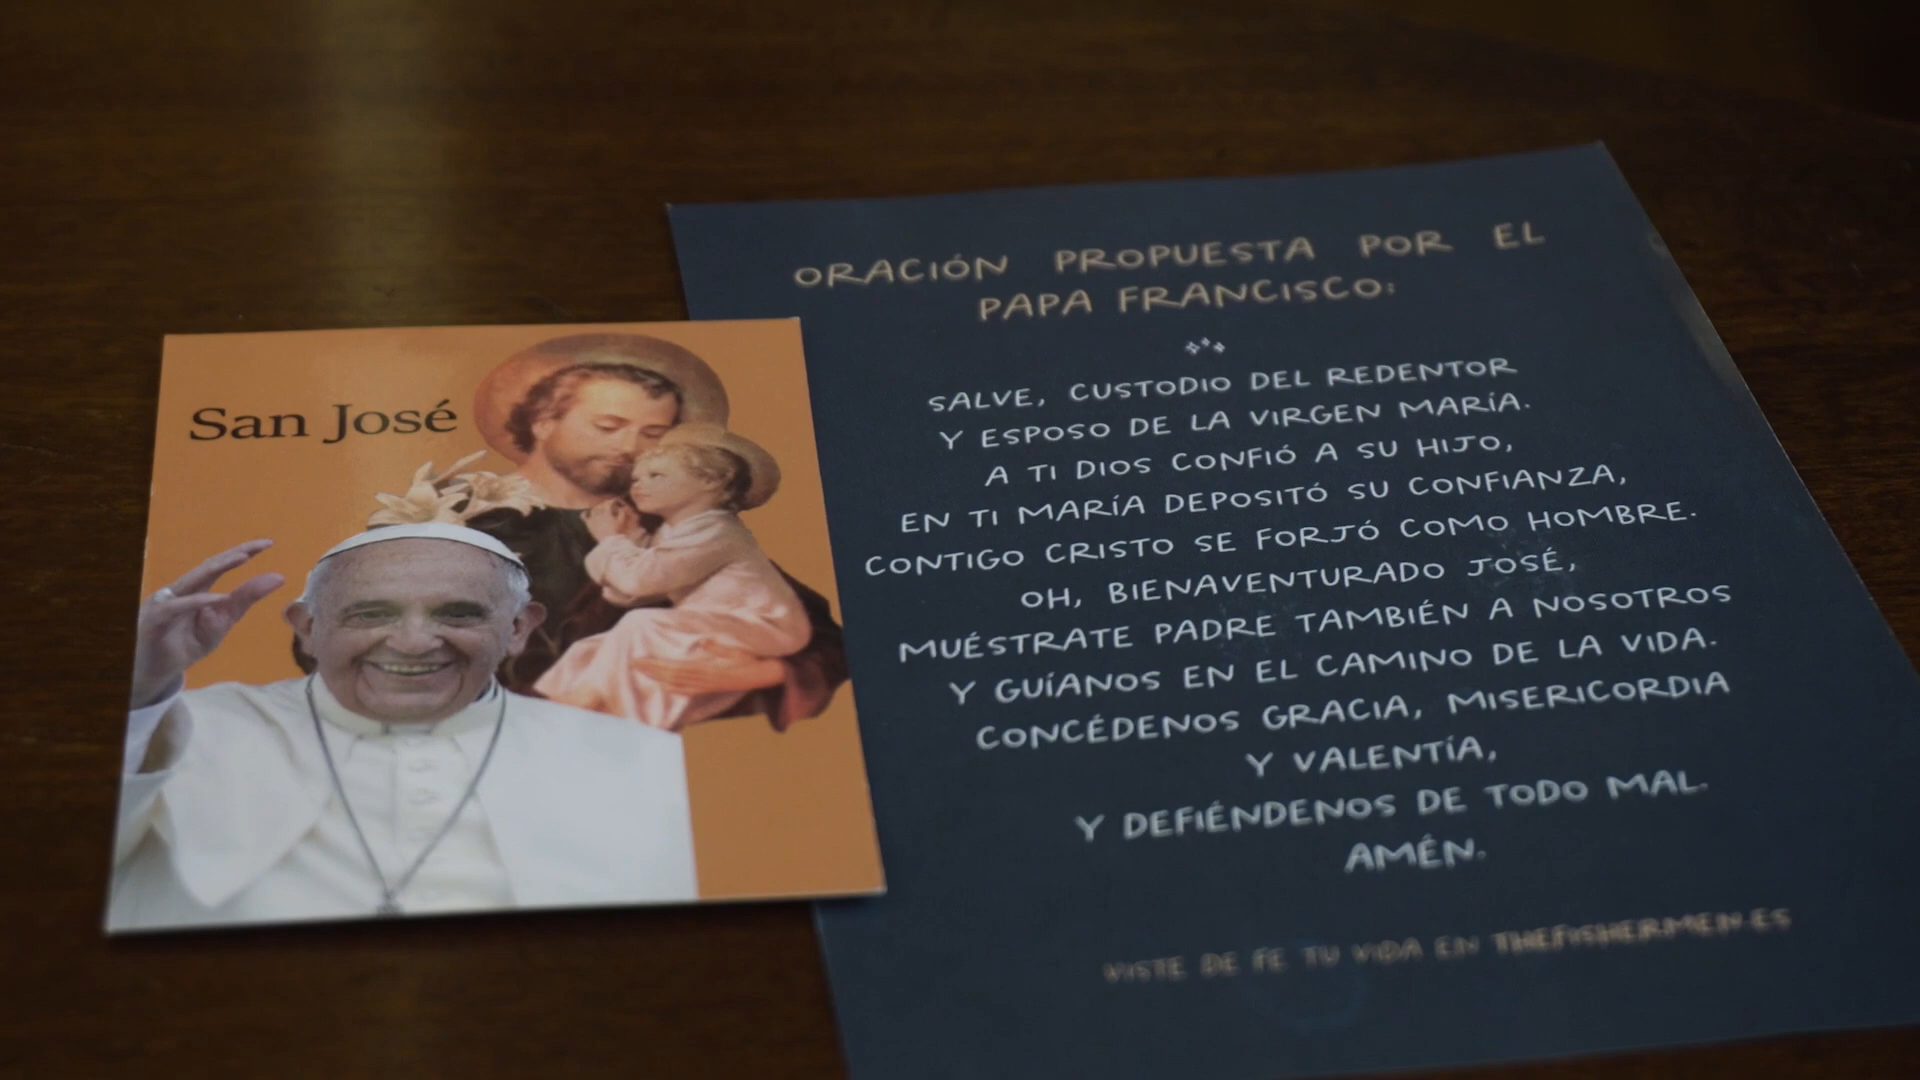 San José
ORACIÓN PROPUESTA POR EL
PAPA FRANCISCO:
SALVE, CUSTODIO DEL REDENTOR
Y ESPOSO DE LA VIRGEN MARÍA.
A TI DIOS CONFIÓ A SU HIJO,
EN TI MARÍA DEPOSITÓ SU CONFIANZA,
CONTIGO CRISTO SE FORJÓ COMO HOMBRE.
OH, BIENAVENTURADO JOSÉ,
MUÉSTRATE PADRE TAMBIÉN A NOSOTROS
Y GUÍANOS EN EL CAMINO DE LA VIDA.
CONCÉDENOS GRACIA, MISERICORDIA
Y VALENTÍA,
Y DEFIÉNDENOS DE TODO MAL.
AMÉN.
VISTE DE FE TU VIDA EN THEFISHERMEN.ES